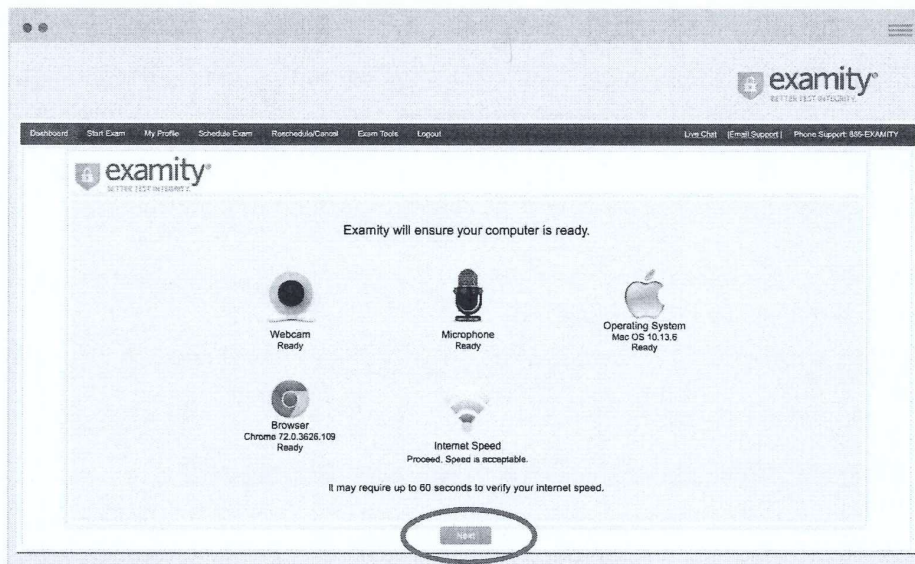 examity®
BETTER TEST INTEGRITY.
Dashboard Start Exam My Profile Schedule Exam Reschedule/Cancel Exam Tools Logout Live Chat |Email Support| Phone Support: 855-EXAMITY
examity®
BETTER TEST INTEGRITY.
Examity will ensure your computer is ready.
Webcam
Ready
Microphone
Ready
Operating System
Mac OS 10.13.6
Ready
Browser
Chrome 72.0.3626.109
Ready
Internet Speed
Proceed. Speed is acceptable.
It may require up to 60 seconds to verify your internet speed.
Next